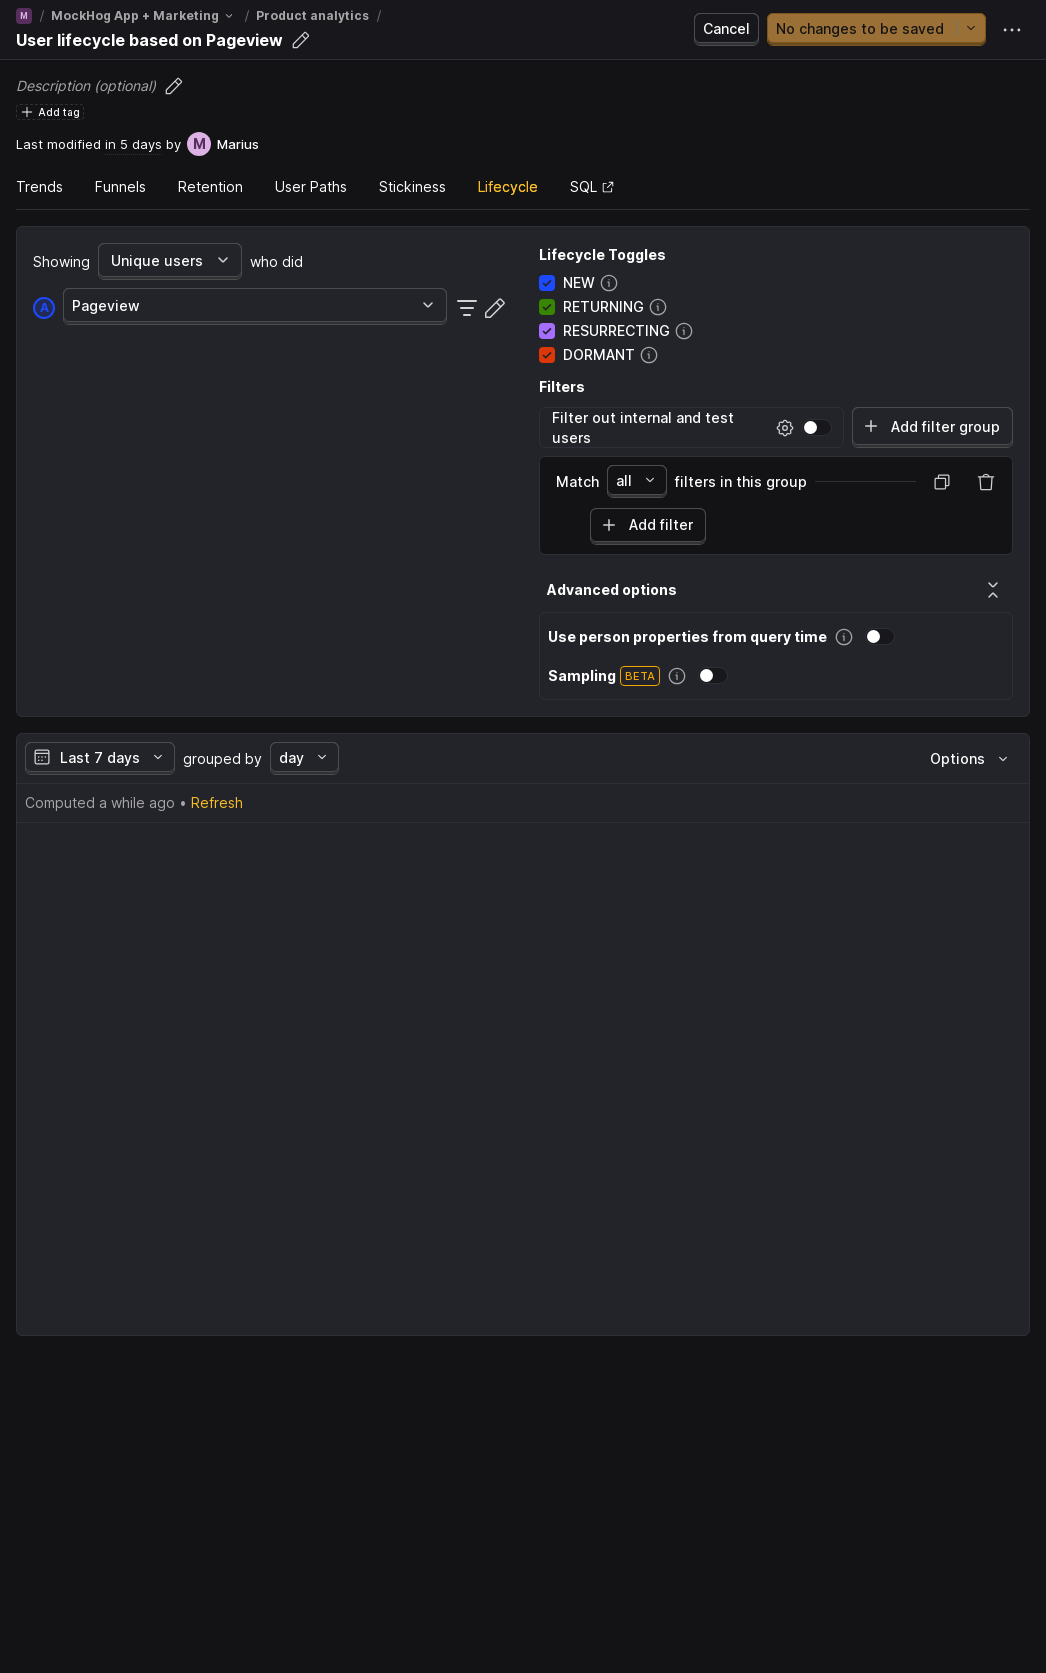 M / MockHog App + Marketing / Product analytics /
User lifecycle based on Pageview
Cancel
No changes to be saved
Description (optional)
Add tag
Last modified in 5 days by M Marius
Trends Funnels Retention User Paths Stickiness Lifecycle SQL
Showing Unique users who did
A Pageview
Lifecycle Toggles
NEW
RETURNING
RESURRECTING
DORMANT
Filters
Filter out internal and test
users
Add filter group
Match all filters in this group
Add filter
Advanced options
Use person properties from query time
Sampling BETA
Last 7 days grouped by day Options
Computed a while ago • Refresh